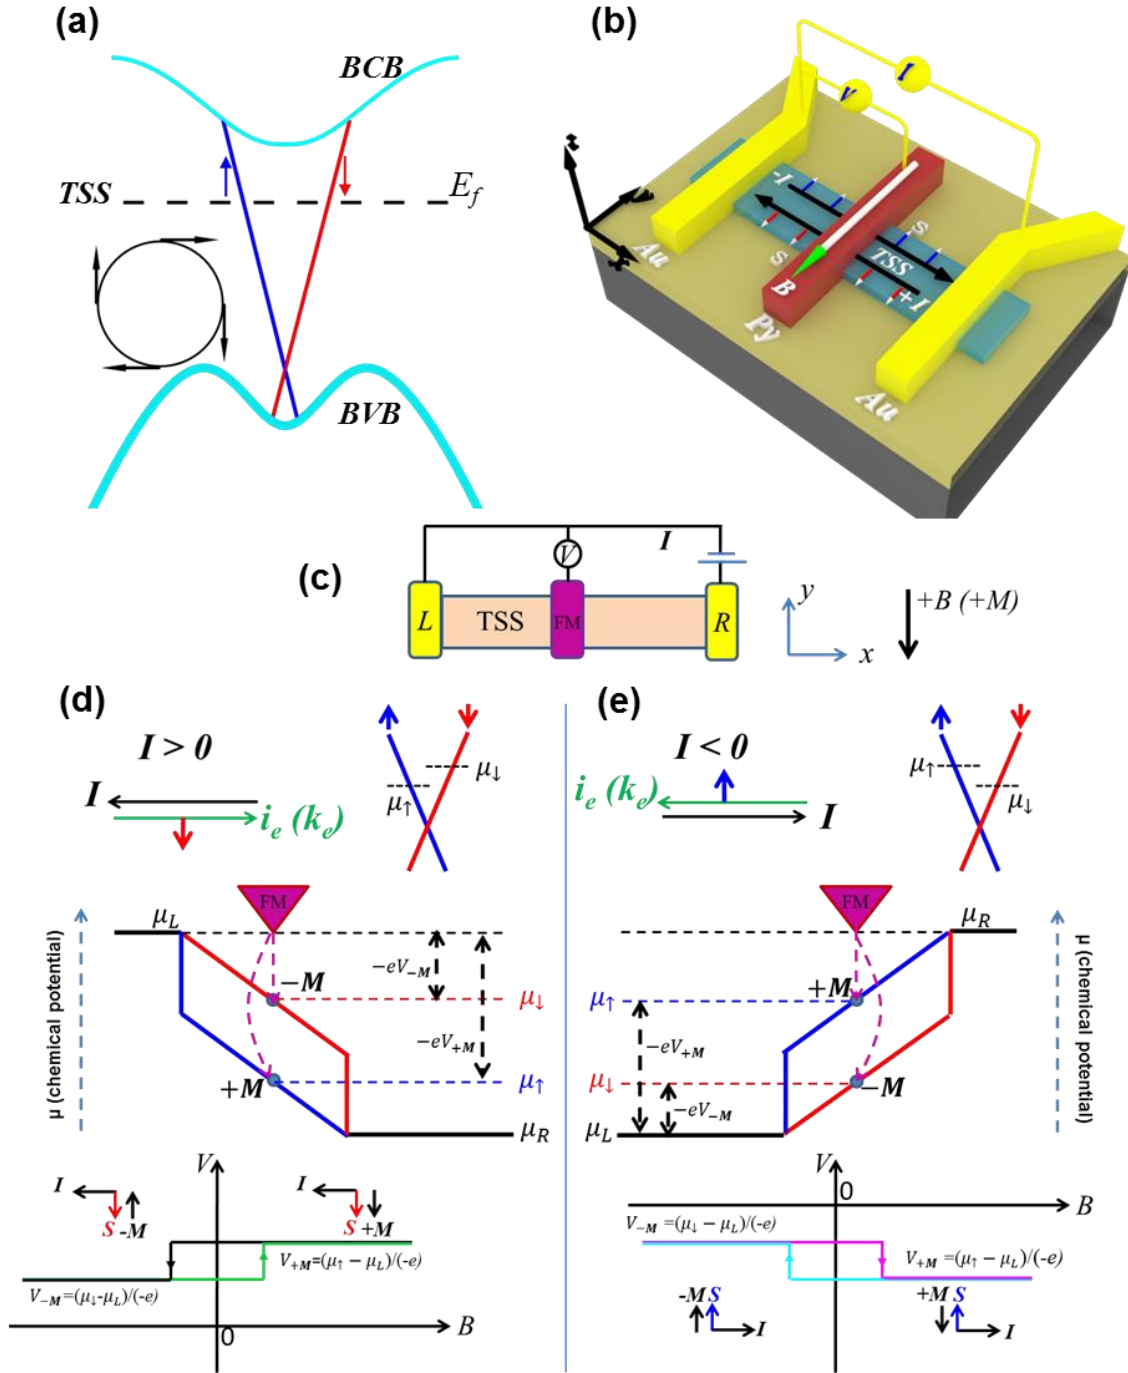 (a)
BCB
TSS
E_f
BVB
(b)
I
V
z
y
x
-I
S
TSS
S
+I
B
Py
Au
Au
(c)
I
V
L
TSS
FM
R
y
x
+B (+M)
(d)
I > 0
I
i_e (k_e)
μ↓
μ↑
FM
μ_L
μ (chemical potential)
−M
−eV_−M
μ↓
−eV_+M
+M
μ↑
μ_R
V
I
S -M
I
S +M
V_+M=(μ↑ − μ_L)/(-e)
V_−M =(μ↓-μ_L)/(-e)
0
B
(e)
I < 0
i_e (k_e)
I
μ↑
μ↓
FM
μ_R
μ (chemical potential)
+M
μ↑
−eV_+M
μ↓
−M
−eV_−M
μ_L
V
0
B
V_−M =(μ↓ − μ_L)/(-e)
V_+M =(μ↑ − μ_L)/(-e)
-M S
I
+M S
I